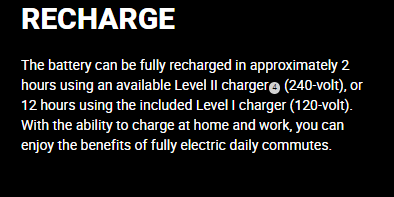 RECHARGE
The battery can be fully recharged in approximately 2
hours using an available Level II charger④ (240-volt), or
12 hours using the included Level I charger (120-volt).
With the ability to charge at home and work, you can
enjoy the benefits of fully electric daily commutes.